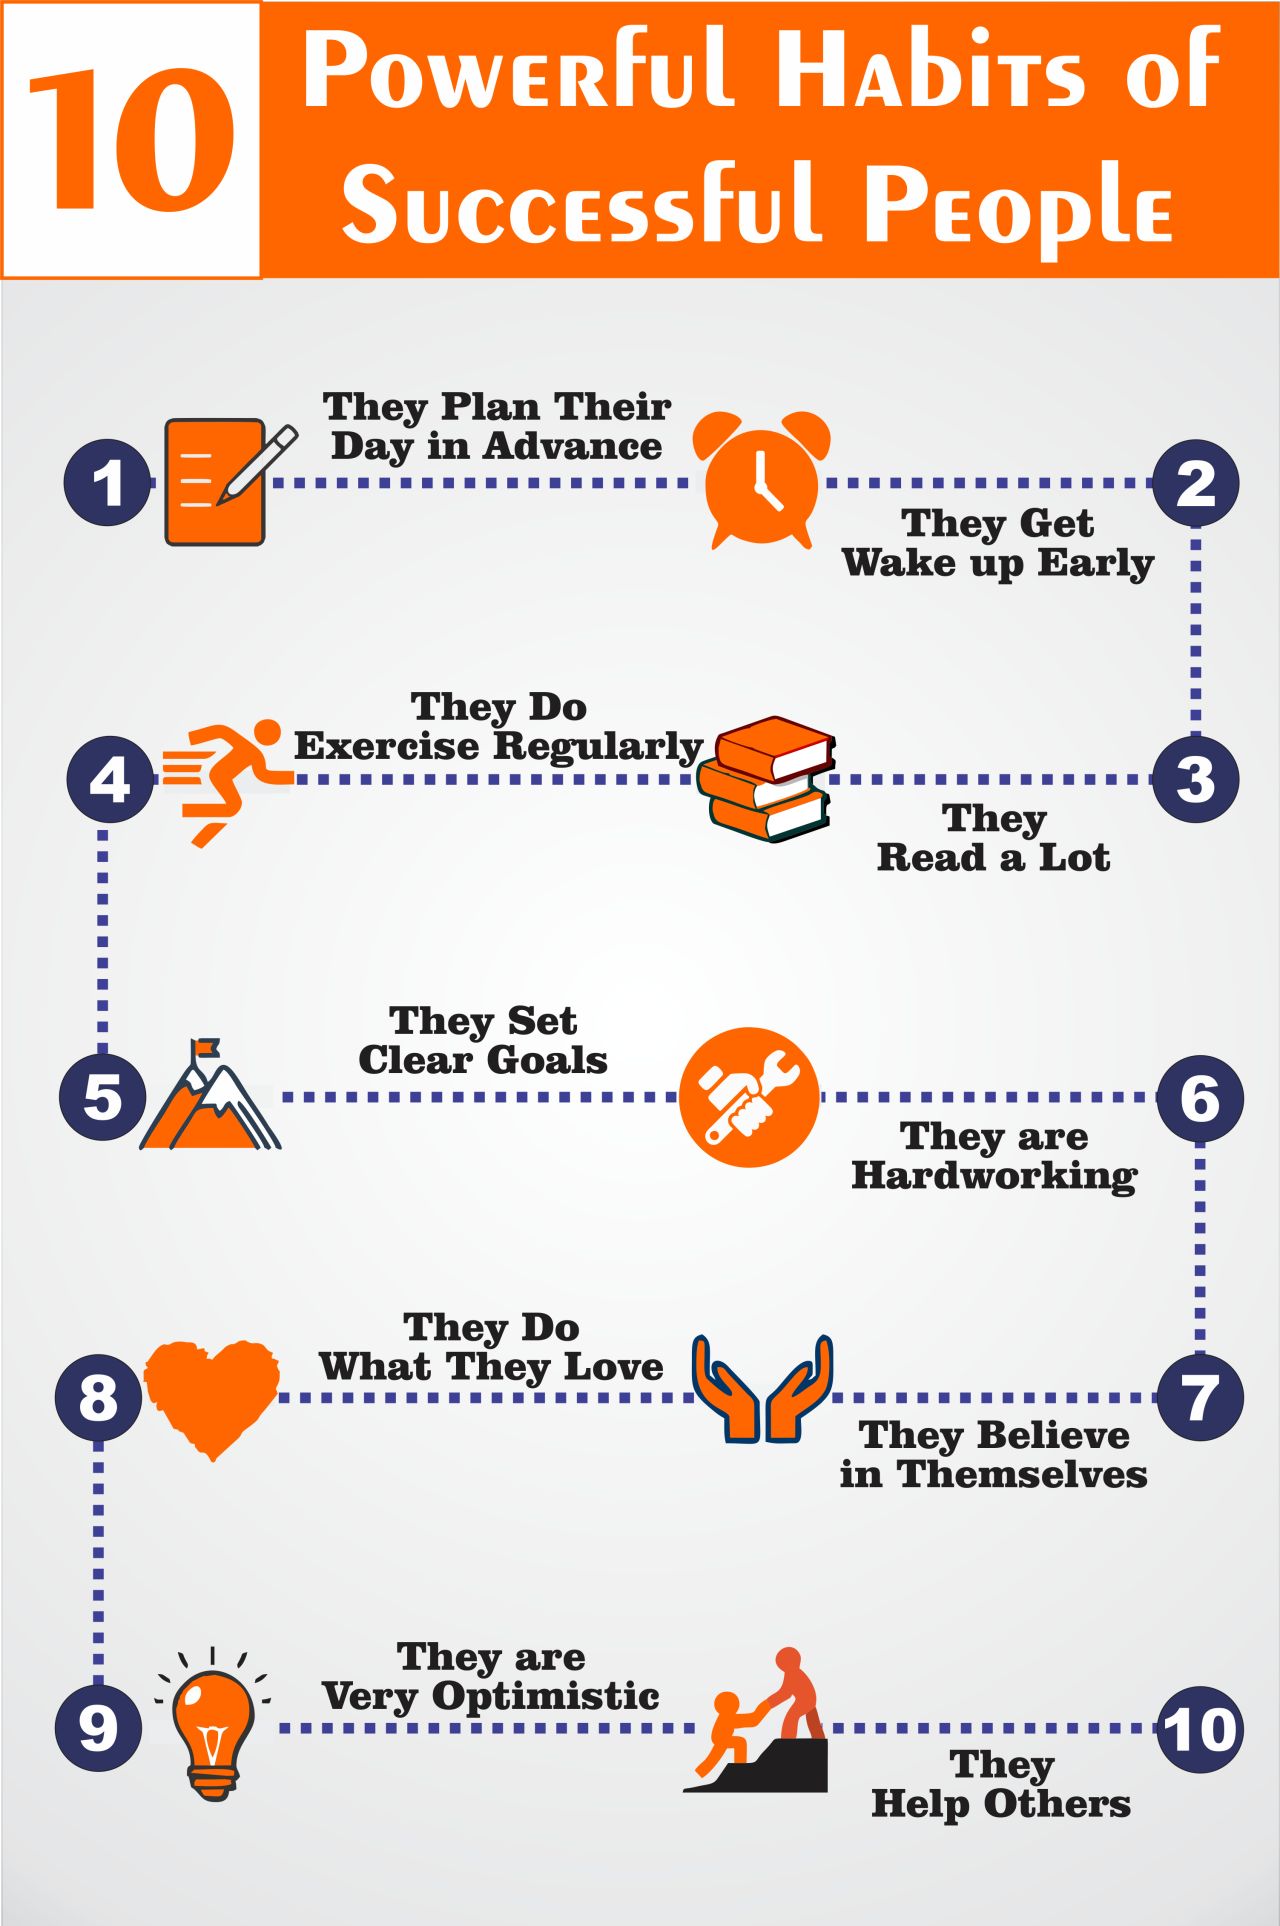 10
Powerful Habits of
Successful People
1
They Plan Their
Day in Advance
2
They Get
Wake up Early
3
They
Read a Lot
4
They Do
Exercise Regularly
5
They Set
Clear Goals
6
They are
Hardworking
7
They Believe
in Themselves
8
They Do
What They Love
9
They are
Very Optimistic
10
They
Help Others